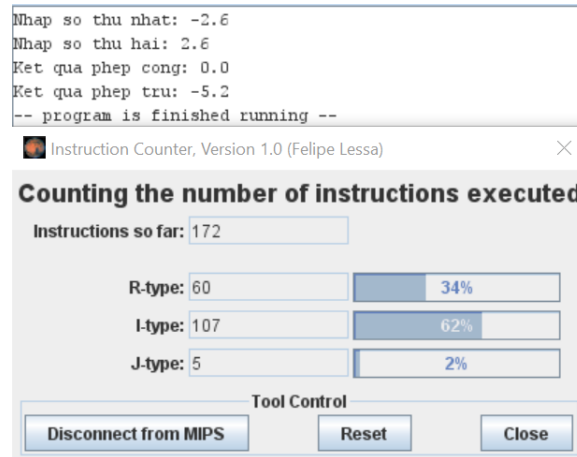 Nhap so thu nhat: -2.6
Nhap so thu hai: 2.6
Ket qua phep cong: 0.0
Ket qua phep tru: -5.2
-- program is finished running --
Instruction Counter, Version 1.0 (Felipe Lessa)
Counting the number of instructions executed
Instructions so far: 172
R-type: 60 34%
I-type: 107 62%
J-type: 5 2%
Tool Control
Disconnect from MIPS Reset Close